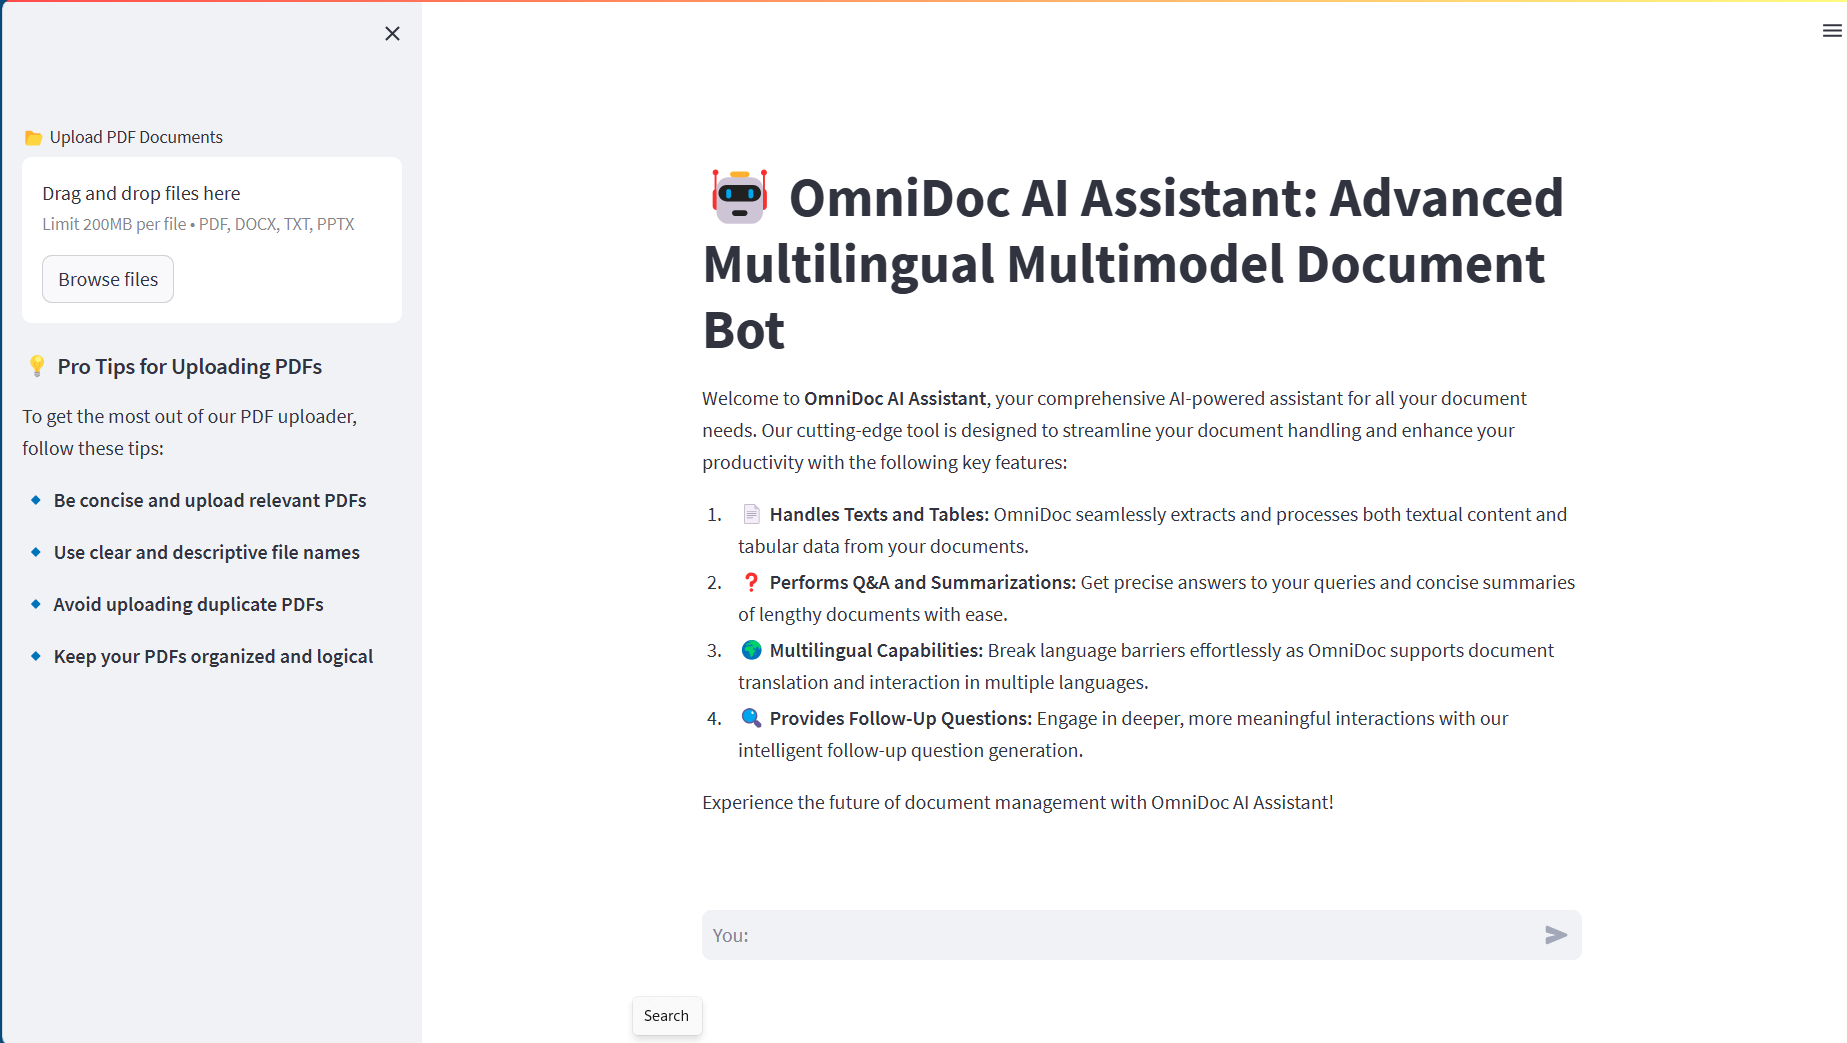 Upload PDF Documents
Drag and drop files here
Limit 200MB per file • PDF, DOCX, TXT, PPTX
Browse files
Pro Tips for Uploading PDFs
To get the most out of our PDF uploader,
follow these tips:
Be concise and upload relevant PDFs
Use clear and descriptive file names
Avoid uploading duplicate PDFs
Keep your PDFs organized and logical
OmniDoc AI Assistant: Advanced
Multilingual Multimodel Document
Bot
Welcome to OmniDoc AI Assistant, your comprehensive AI-powered assistant for all your document
needs. Our cutting-edge tool is designed to streamline your document handling and enhance your
productivity with the following key features:
1. Handles Texts and Tables: OmniDoc seamlessly extracts and processes both textual content and
tabular data from your documents.
2. Performs Q&A and Summarizations: Get precise answers to your queries and concise summaries
of lengthy documents with ease.
3. Multilingual Capabilities: Break language barriers effortlessly as OmniDoc supports document
translation and interaction in multiple languages.
4. Provides Follow-Up Questions: Engage in deeper, more meaningful interactions with our
intelligent follow-up question generation.
Experience the future of document management with OmniDoc AI Assistant!
You:
Search